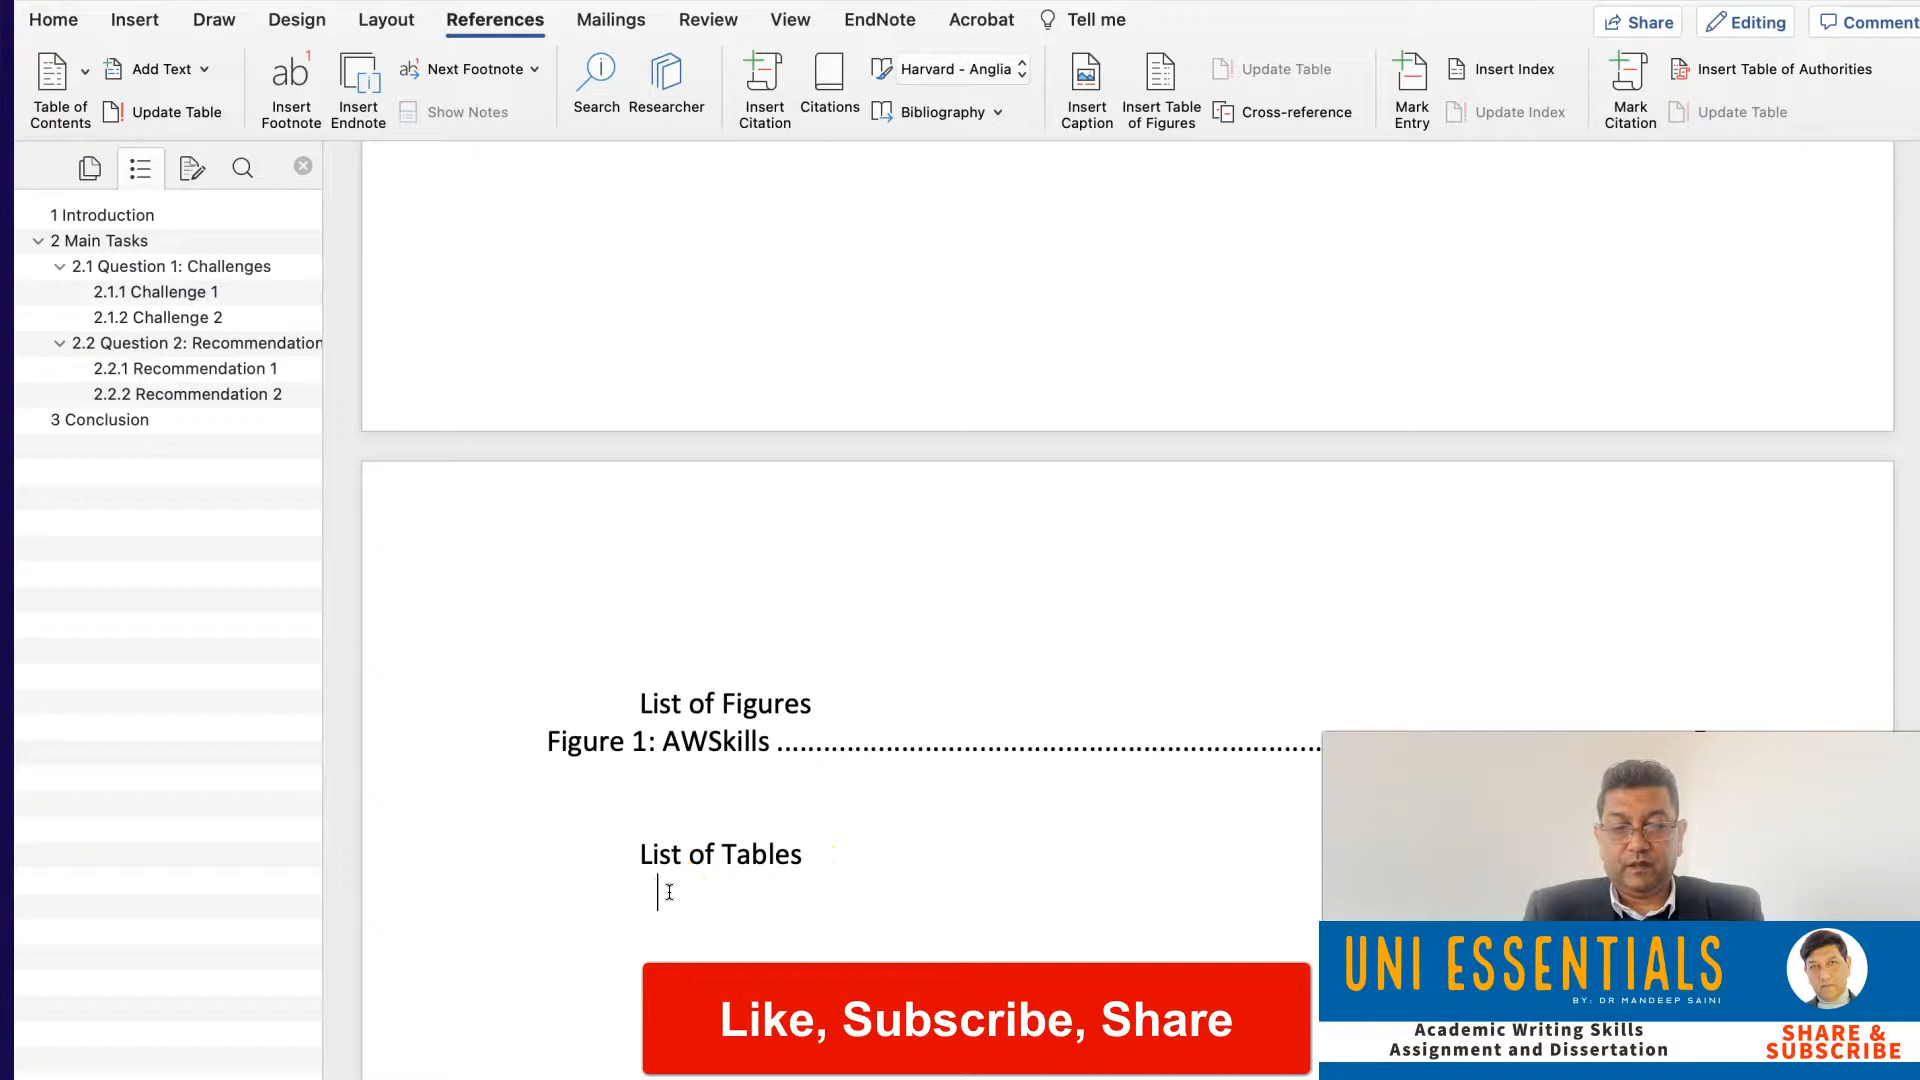 Home Insert Draw Design Layout References Mailings Review View EndNote Acrobat Tell me Share Editing Comment
Table of Contents
Add Text
Update Table
Insert Footnote
Insert Endnote
Next Footnote
Show Notes
Search
Researcher
Insert Citation
Citations
Harvard - Anglia
Bibliography
Insert Caption
Insert Table of Figures
Update Table
Cross-reference
Mark Entry
Insert Index
Update Index
Mark Citation
Insert Table of Authorities
Update Table
1 Introduction
2 Main Tasks
2.1 Question 1: Challenges
2.1.1 Challenge 1
2.1.2 Challenge 2
2.2 Question 2: Recommendation
2.2.1 Recommendation 1
2.2.2 Recommendation 2
3 Conclusion
List of Figures
Figure 1: AWSkills .......................................................................
List of Tables
Like, Subscribe, Share
UNI ESSENTIALS
BY: DR MANDEEP SAINI
Academic Writing Skills
Assignment and Dissertation
SHARE &
SUBSCRIBE